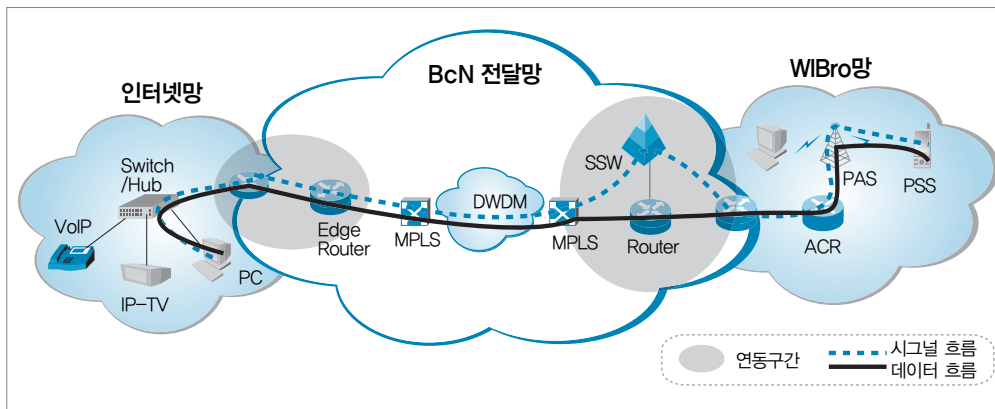 인터넷망
BcN 전달망
WIBro망
Switch
/Hub
VoIP
IP-TV
PC
Edge
Router
MPLS
DWDM
MPLS
SSW
Router
ACR
PAS
PSS
연동구간
시그널 흐름
데이터 흐름